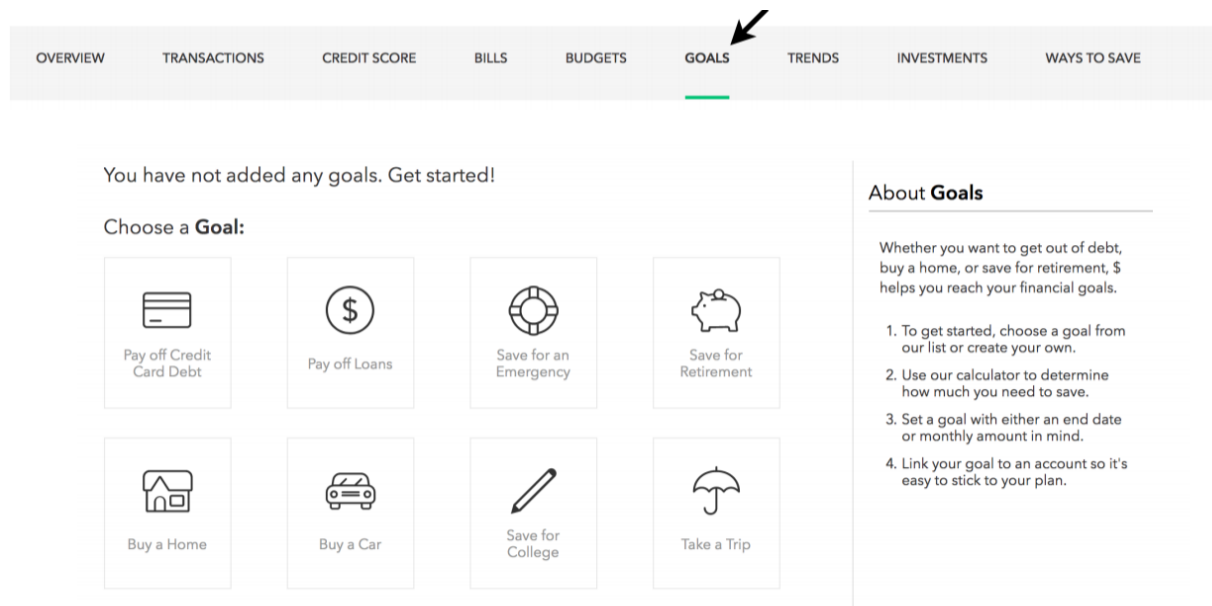 OVERVIEW TRANSACTIONS CREDIT SCORE BILLS BUDGETS GOALS TRENDS INVESTMENTS WAYS TO SAVE
You have not added any goals. Get started!
Choose a Goal:
Pay off Credit
Card Debt
$
Pay off Loans
Save for an
Emergency
Save for
Retirement
Buy a Home
Buy a Car
Save for
College
Take a Trip
About Goals
Whether you want to get out of debt,
buy a home, or save for retirement, $
helps you reach your financial goals.
1. To get started, choose a goal from
our list or create your own.
2. Use our calculator to determine
how much you need to save.
3. Set a goal with either an end date
or monthly amount in mind.
4. Link your goal to an account so it's
easy to stick to your plan.